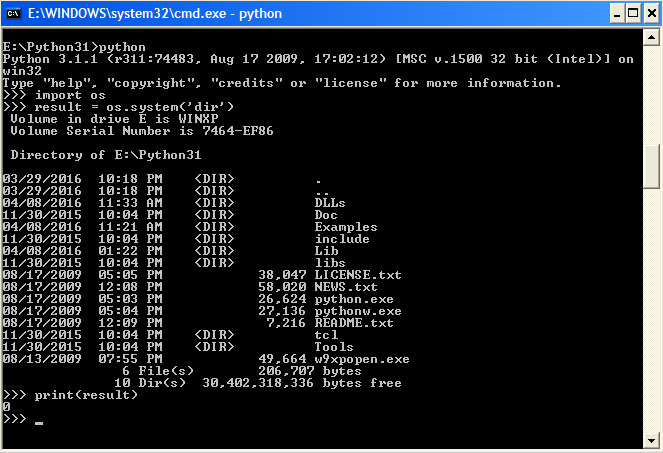 E:\WINDOWS\system32\cmd.exe - python
E:\Python31>python
Python 3.1.1 (r311:74483, Aug 17 2009, 17:02:12) [MSC v.1500 32 bit (Intel)] on
win32
Type "help", "copyright", "credits" or "license" for more information.
>>> import os
>>> result = os.system('dir')
 Volume in drive E is WINXP
 Volume Serial Number is 7464-EF86

 Directory of E:\Python31

03/29/2016  10:18 PM    <DIR>          .
03/29/2016  10:18 PM    <DIR>          ..
04/08/2016  11:33 AM    <DIR>          DLLs
11/30/2015  10:04 PM    <DIR>          Doc
04/08/2016  11:21 AM    <DIR>          Examples
11/30/2015  10:04 PM    <DIR>          include
04/08/2016  01:22 PM    <DIR>          Lib
11/30/2015  10:04 PM    <DIR>          libs
08/17/2009  05:05 PM            38,047 LICENSE.txt
08/17/2009  12:08 PM            58,020 NEWS.txt
08/17/2009  05:03 PM            26,624 python.exe
08/17/2009  05:04 PM            27,136 pythonw.exe
08/17/2009  12:09 PM             7,216 README.txt
11/30/2015  10:04 PM    <DIR>          tcl
11/30/2015  10:04 PM    <DIR>          Tools
08/13/2009  07:55 PM            49,664 w9xpopen.exe
               6 File(s)        206,707 bytes
              10 Dir(s)  30,402,318,336 bytes free
>>> print(result)
0
>>> _